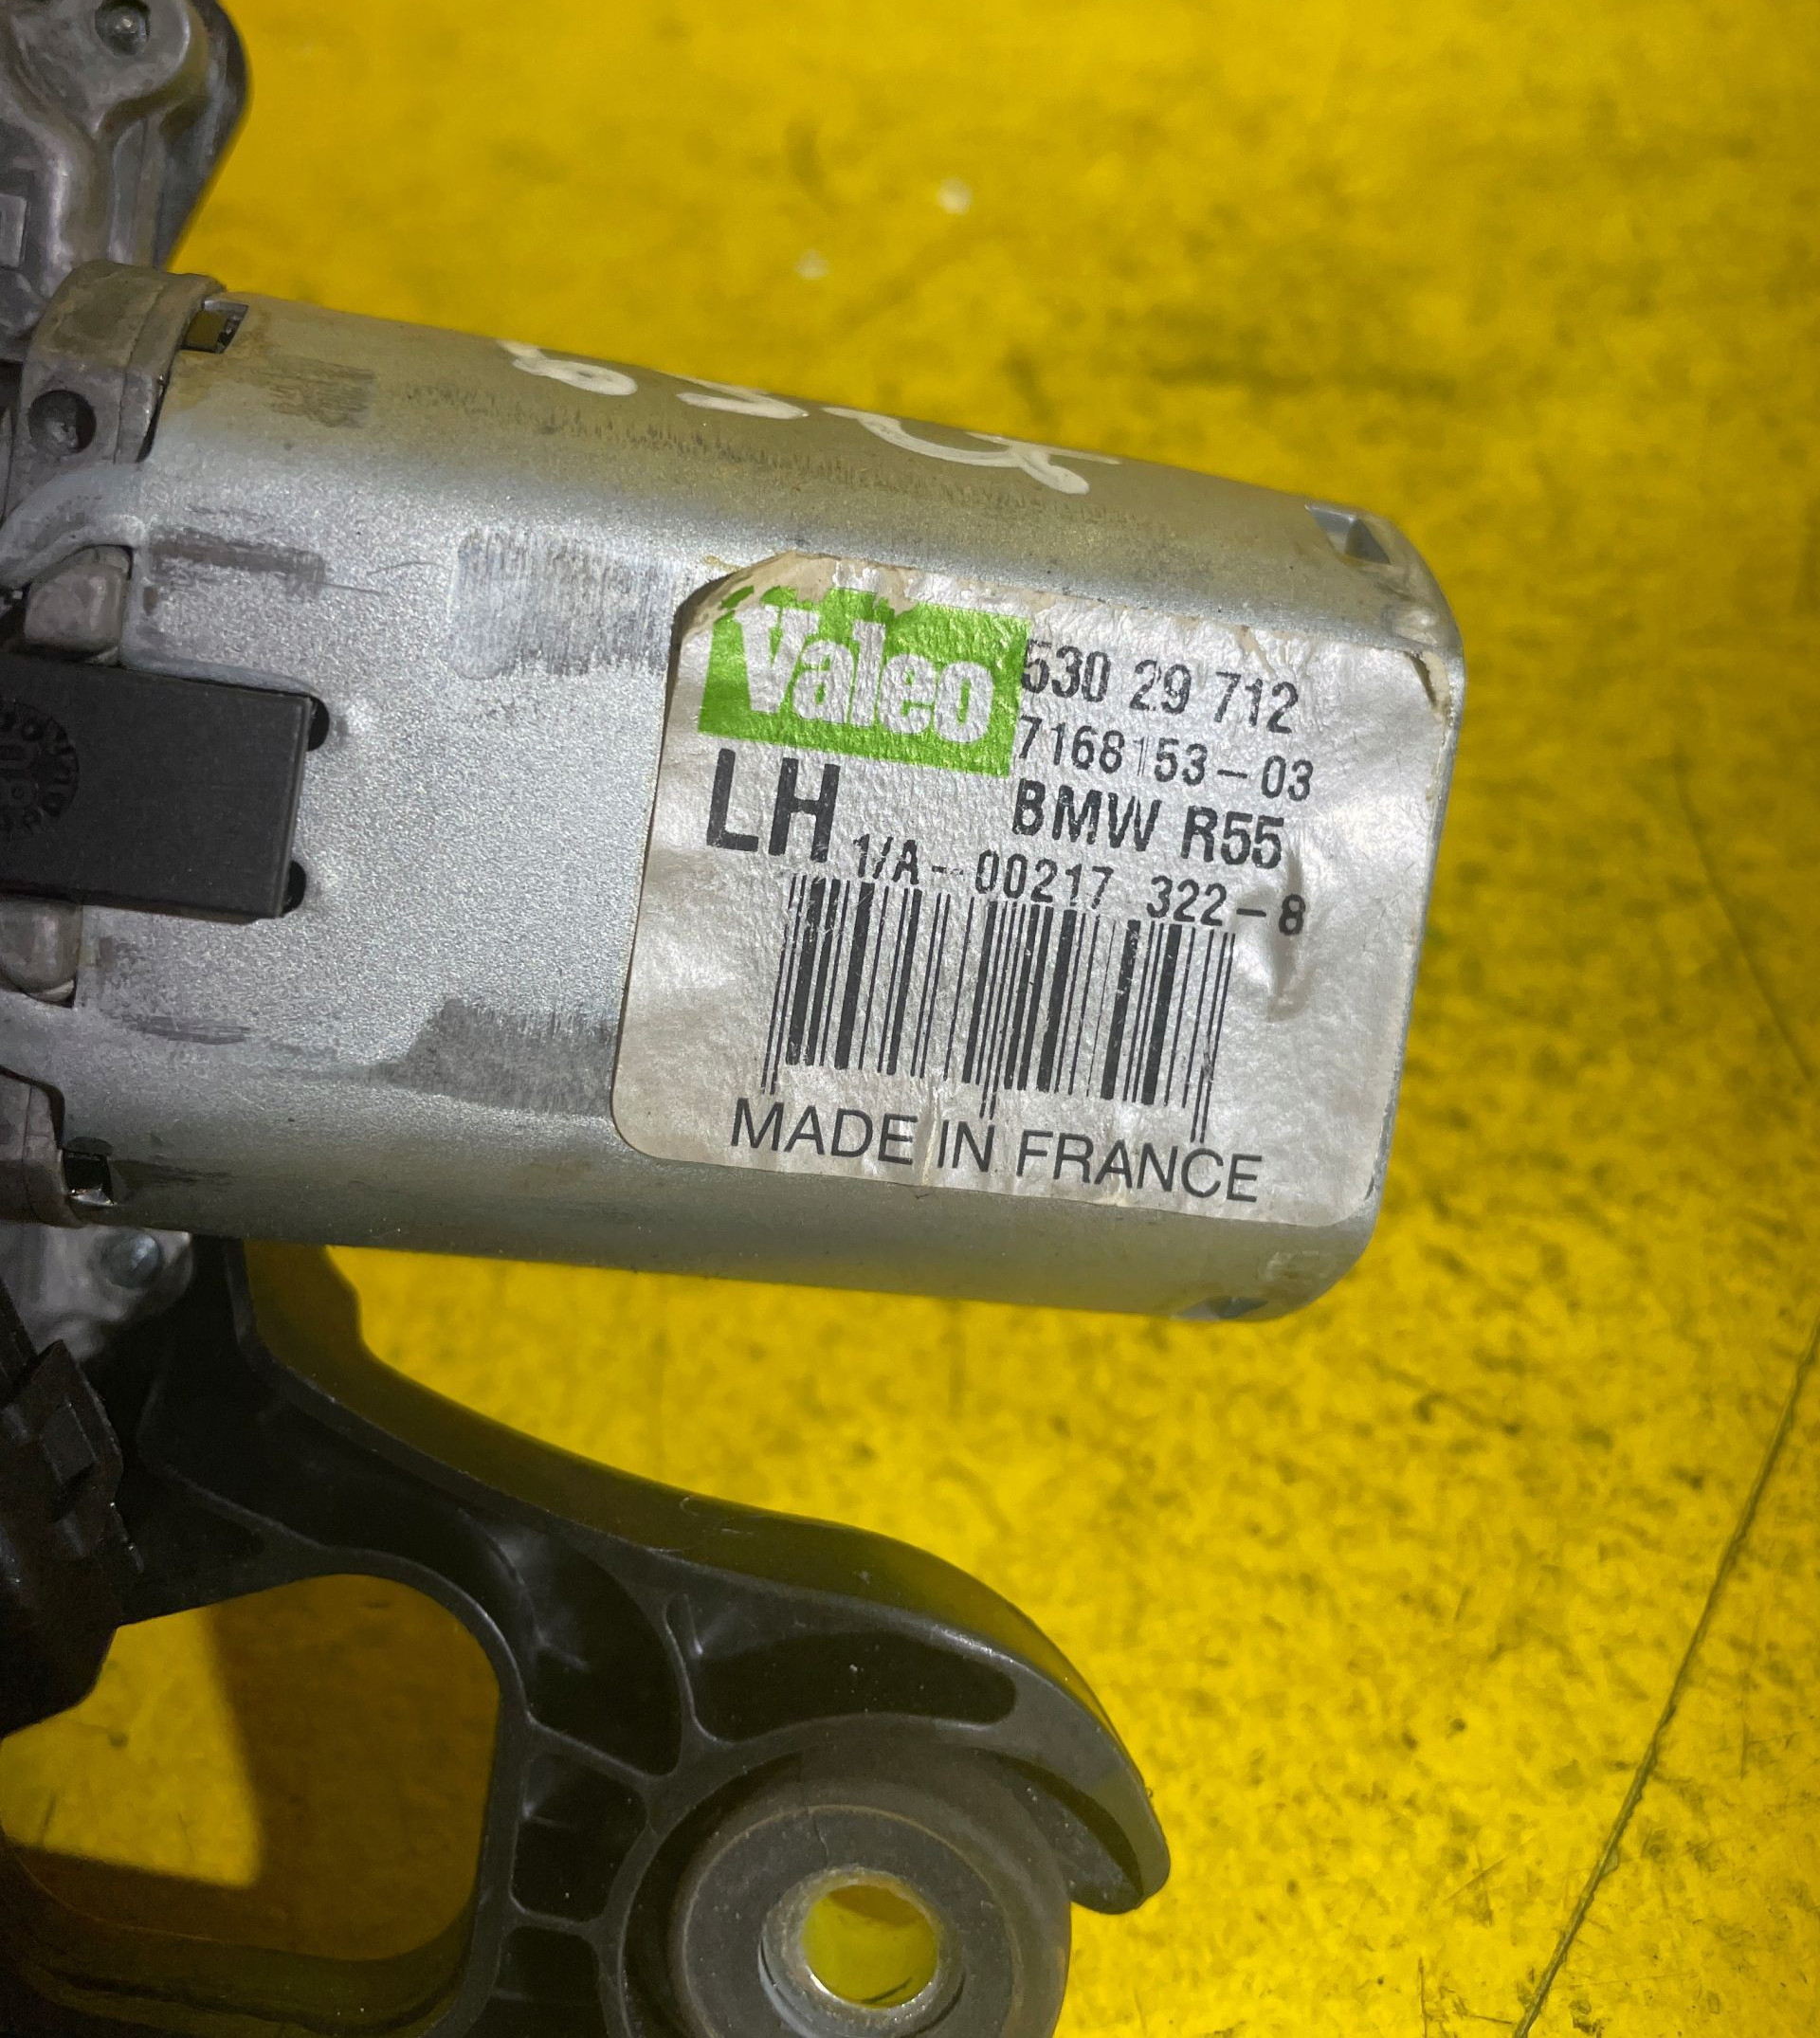 Valeo
530 29 712
7168153-03
LH BMW R55
1/A-00217 322-8
MADE IN FRANCE